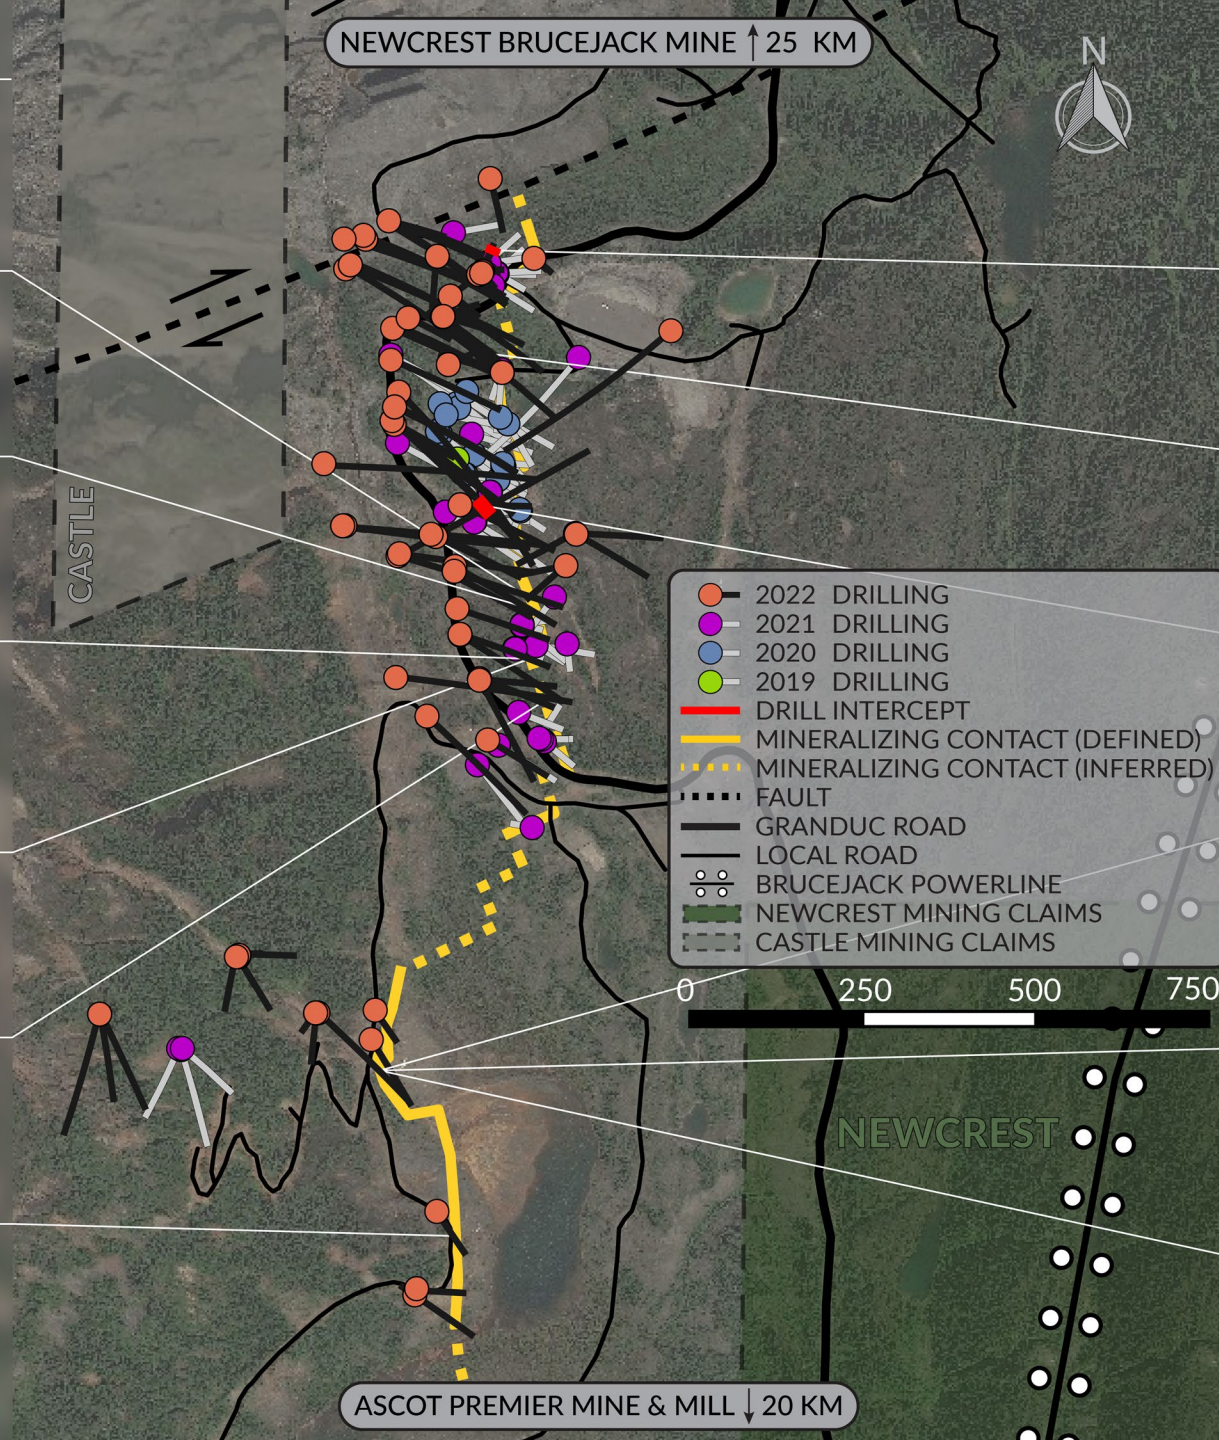 NEWCREST BRUCEJACK MINE ↑ 25 KM
N
CASTLE
2022 DRILLING
2021 DRILLING
2020 DRILLING
2019 DRILLING
DRILL INTERCEPT
MINERALIZING CONTACT (DEFINED)
MINERALIZING CONTACT (INFERRED)
FAULT
GRANDUC ROAD
LOCAL ROAD
BRUCEJACK POWERLINE
NEWCREST MINING CLAIMS
CASTLE MINING CLAIMS
0 250 500 750
NEWCREST
ASCOT PREMIER MINE & MILL ↓ 20 KM